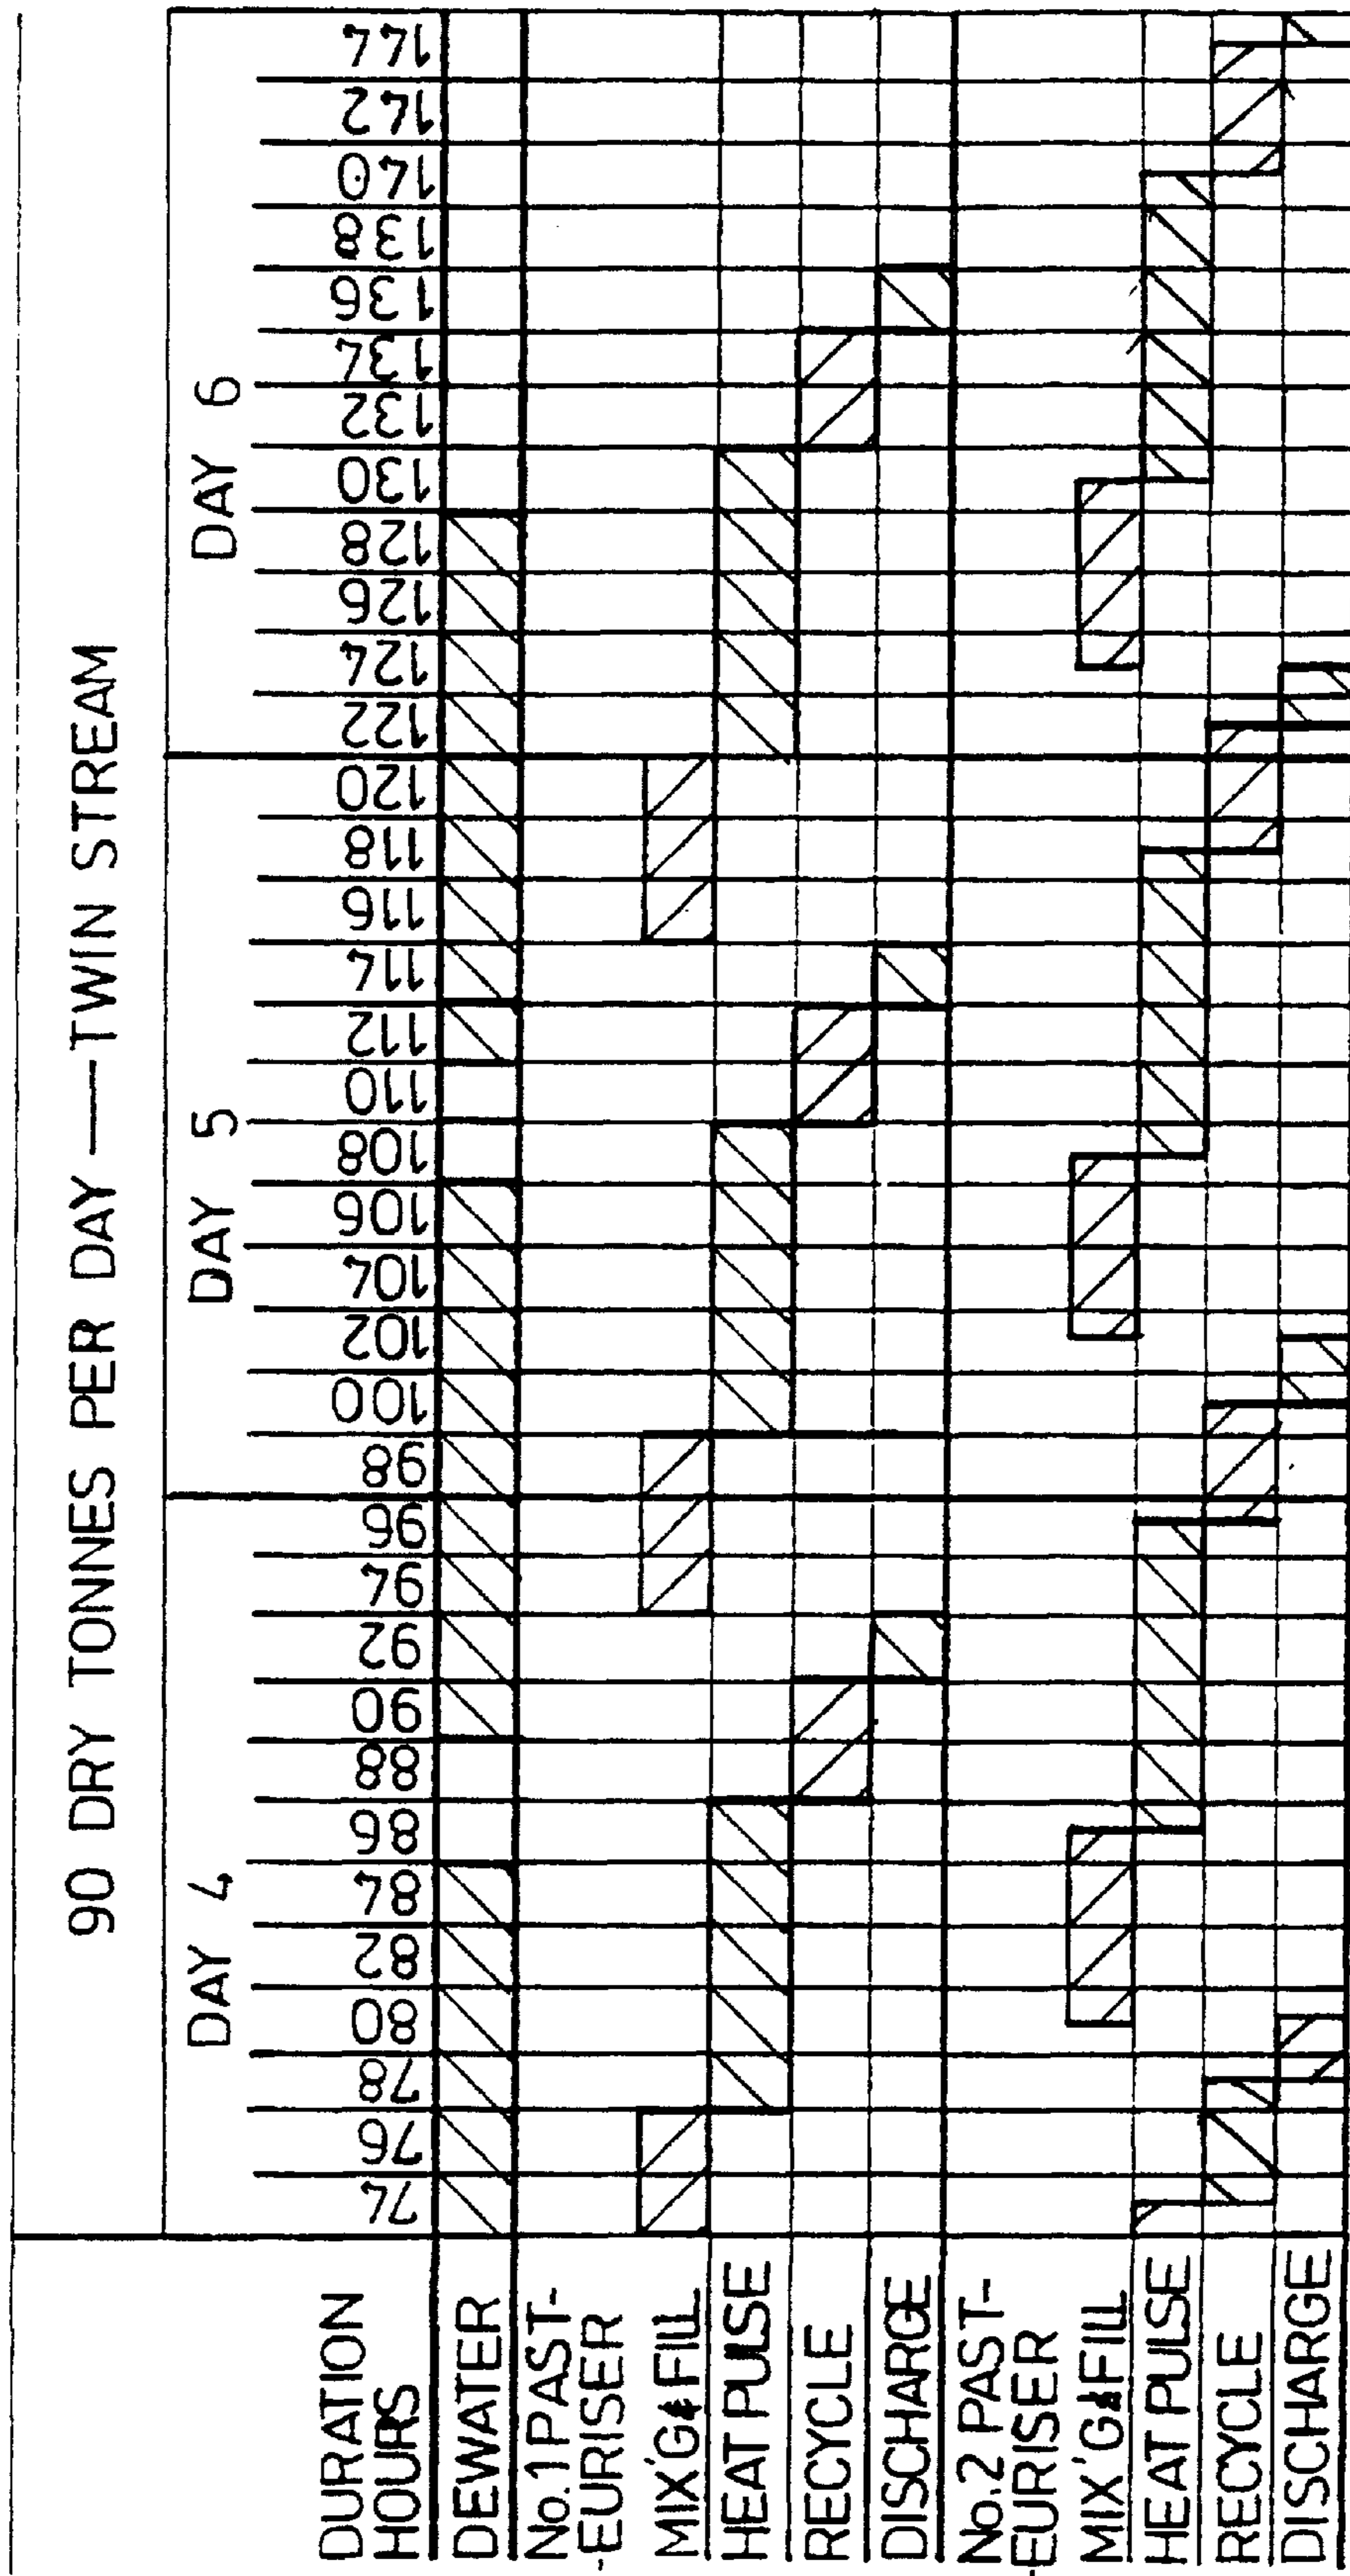 90 DRY TONNES PER DAY — TWIN STREAM
DAY 4 DAY 5 DAY 6
DURATION
HOURS
74 76 78 80 82 84 86 88 90 92 94 96 98 100 102 104 106 108 110 112 114 116 118 120 122 124 126 128 130 132 134 136 138 140 142 144
DEWATER
No.1 PAST-
-EURISER
MIX'G & FILL
HEAT PULSE
RECYCLE
DISCHARGE
No.2 PAST-
-EURISER
MIX'G & FILL
HEAT PULSE
RECYCLE
DISCHARGE